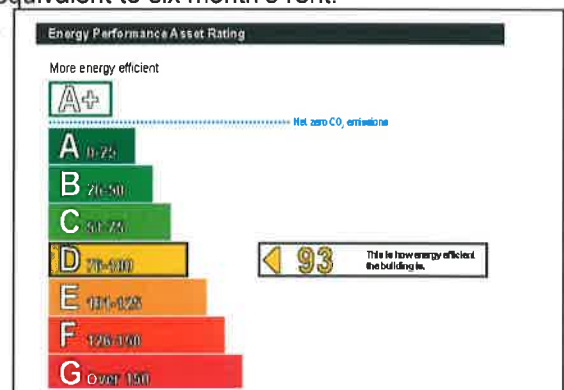 equivalent to six month's rent.
Energy Performance Asset Rating
More energy efficient
A+
Net zero CO₂ emissions
A 0-25
B 26-50
C 51-75
D 76-100
93 This is how energy efficient
the building is.
E 101-125
F 126-150
G Over 150